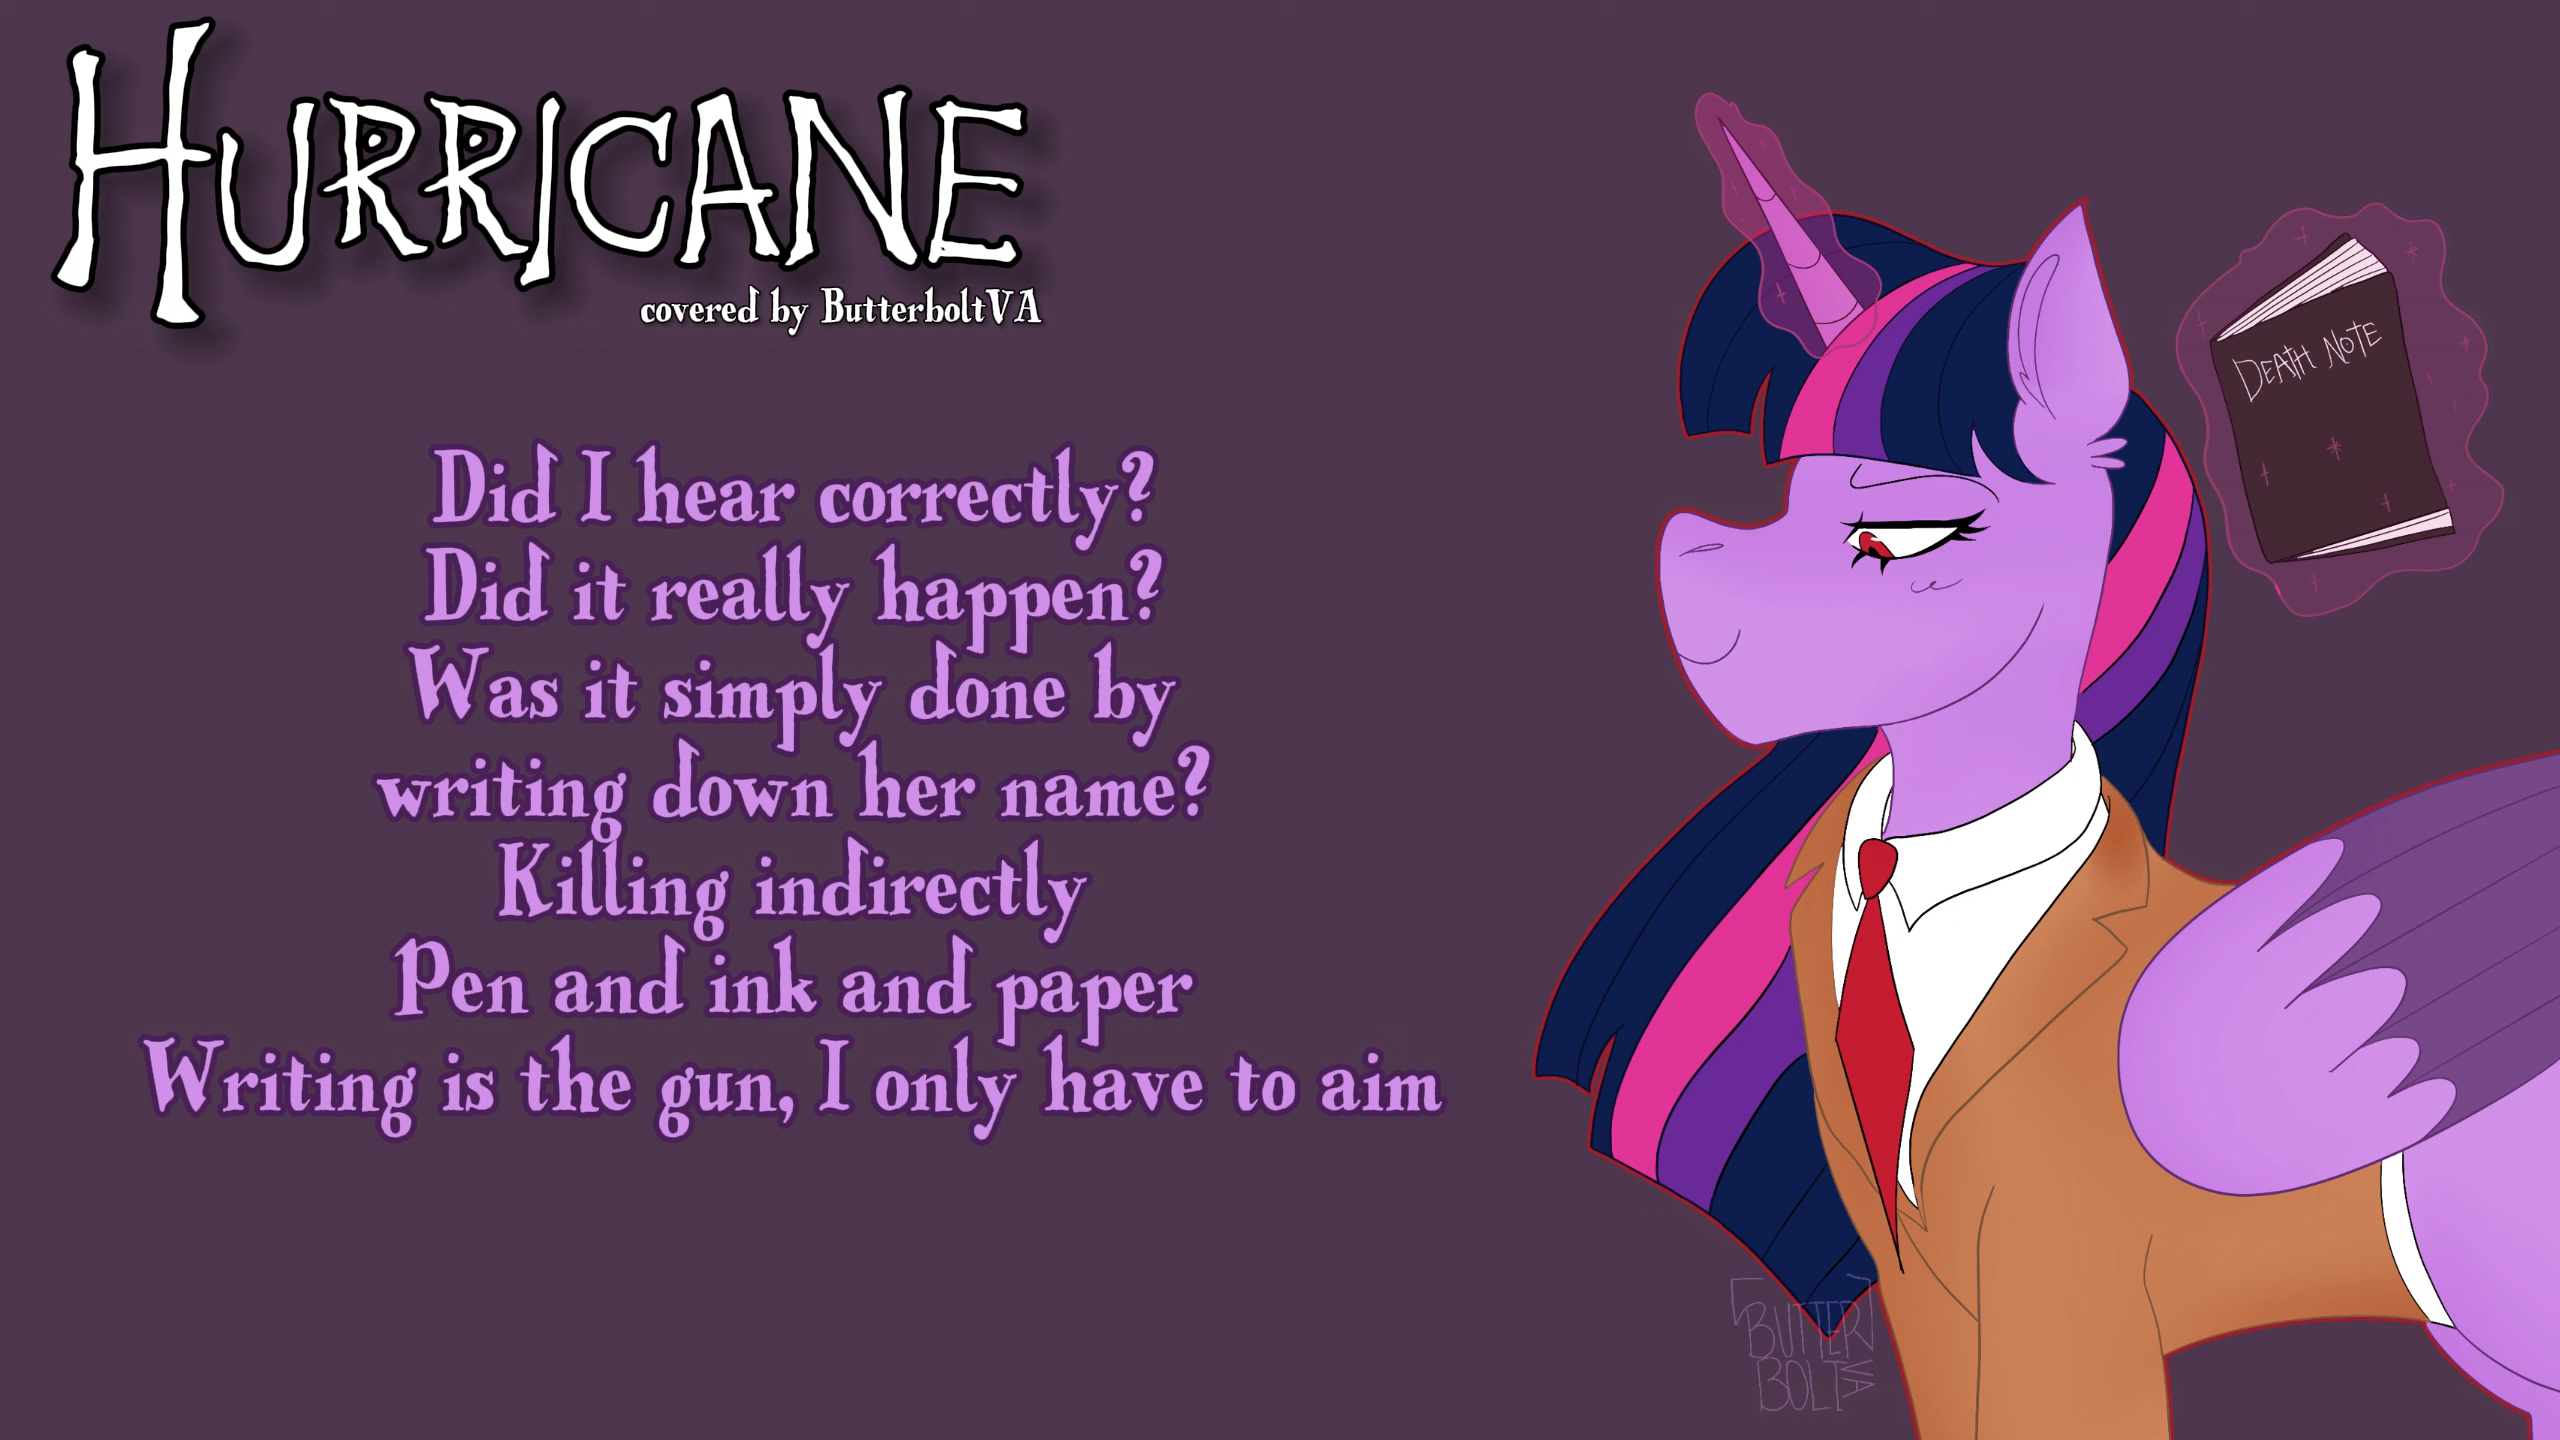 HURRICANE
covered by ButterboltVA
DEATH NOTE
Did I hear correctly?
Did it really happen?
Was it simply done by
writing down her name?
Killing indirectly
Pen and ink and paper
Writing is the gun, I only have to aim
BUTTER
BOLT VA